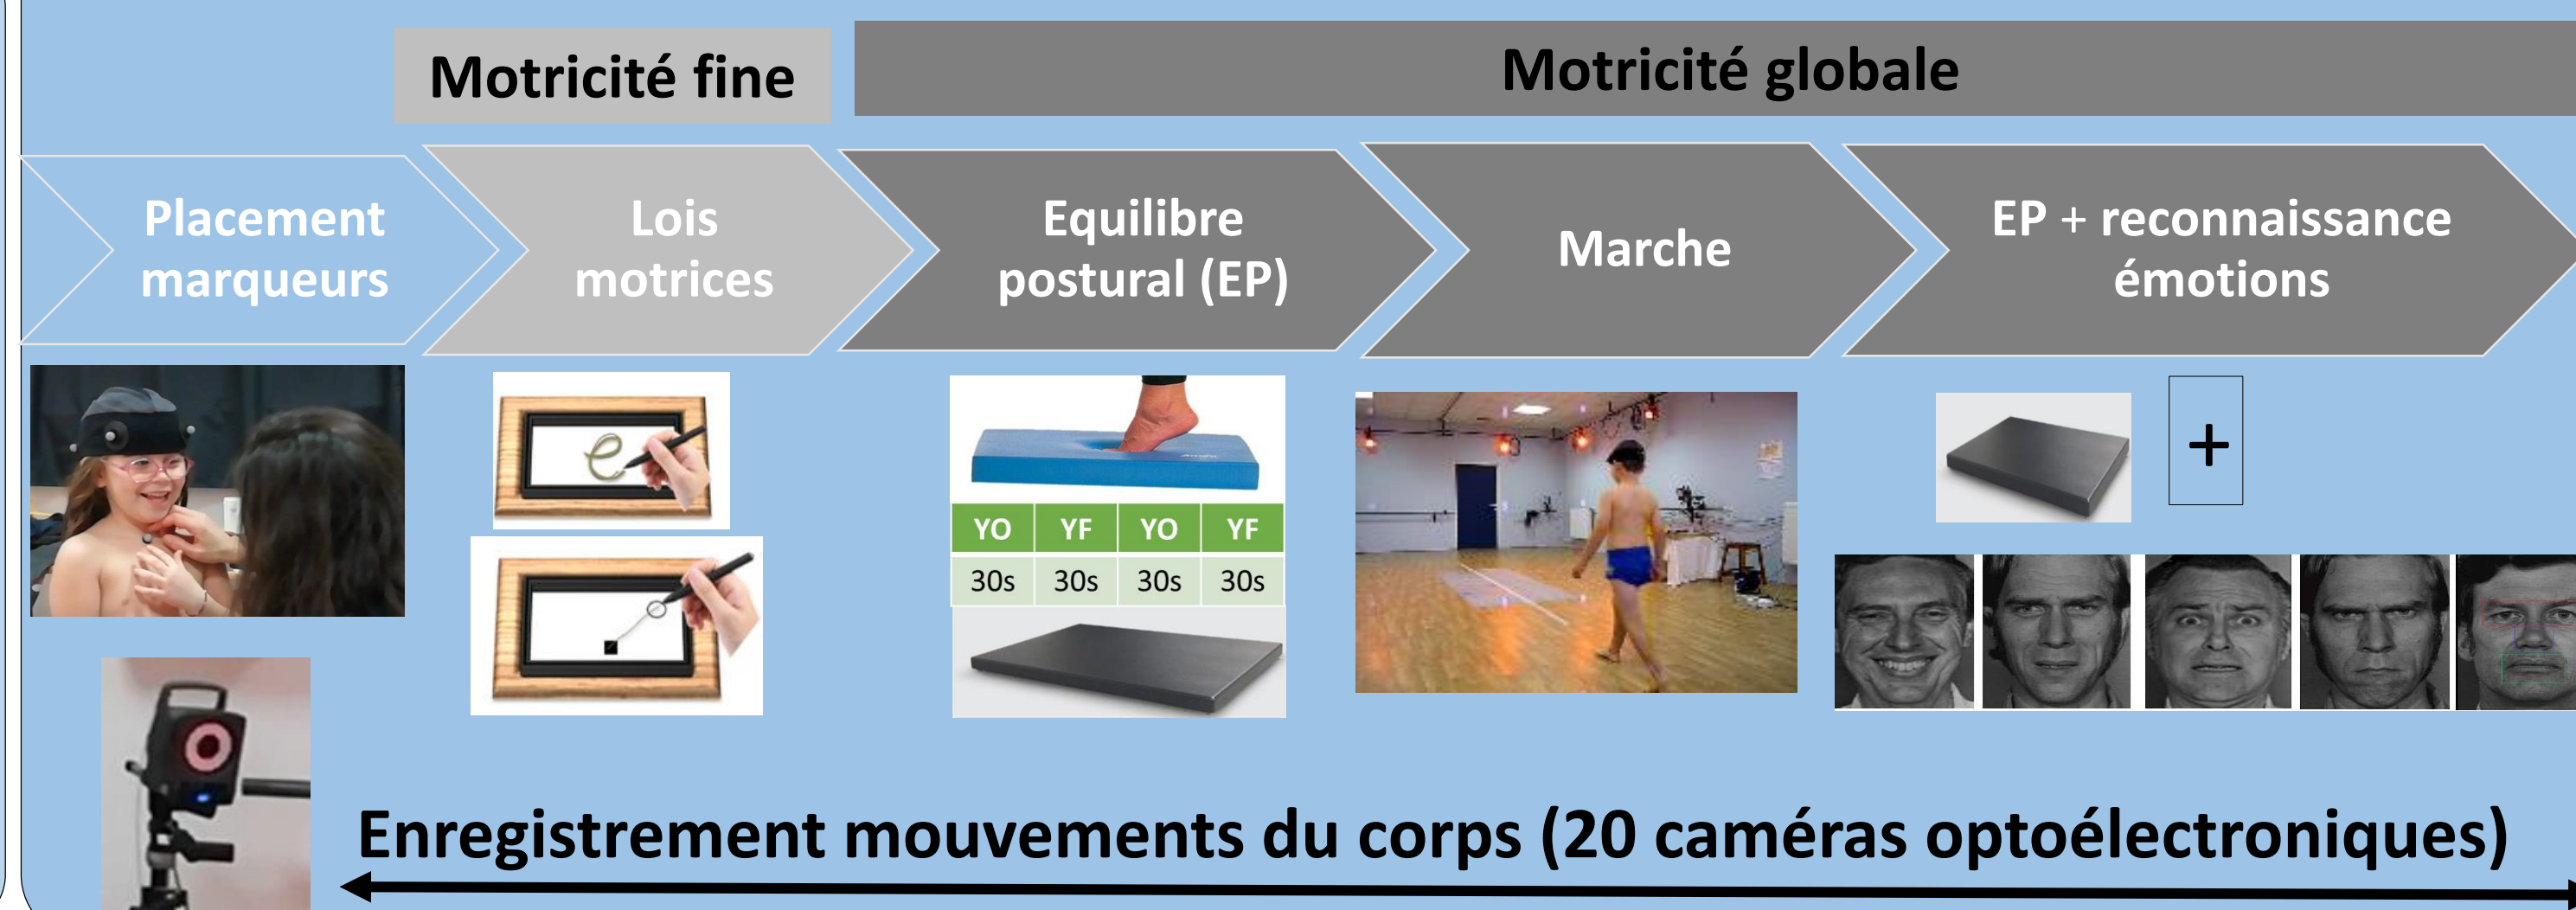 Motricité fine
Motricité globale
Placement
marqueurs
Lois
motrices
Equilibre
postural (EP)
Marche
EP + reconnaissance
émotions
e
YO YF YO YF
30s 30s 30s 30s
+
Enregistrement mouvements du corps (20 caméras optoélectroniques)